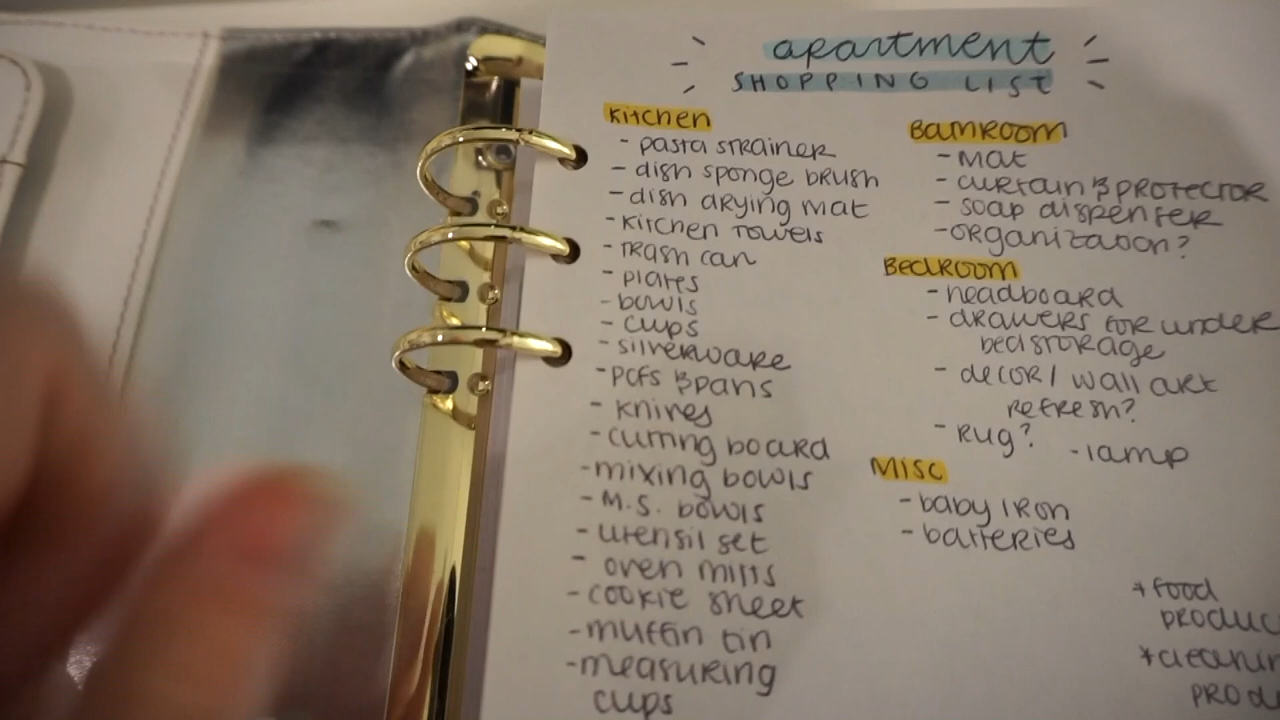 apartment
SHOPPING LIST
Kitchen
- pasta strainer
- dish sponge brush
- dish drying mat
- kitchen towels
- trash can
- plates
- bowls
- cups
- silverware
- pots & pans
- knives
- cutting board
- mixing bowls
- M.S. bowls
- utensil set
- oven mitts
- cookie sheet
- muffin tin
- measuring
cups
Bathroom
- mat
- curtain & protector
- soap dispenser
- organization?
Bedroom
- headboard
- drawers for under
bed storage
- decor / wall art
refresh?
- rug? - lamp
Misc
- baby iron
- batteries
* food
produc
* cleanin
prod